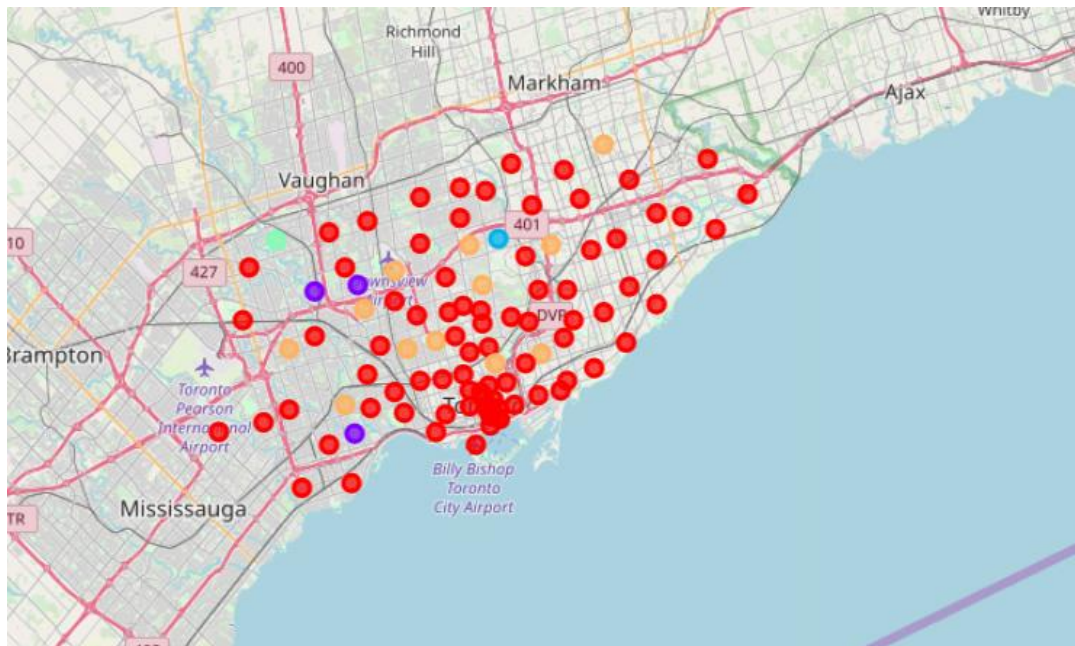 Whitby
Richmond
Hill
400
Markham
Ajax
Vaughan
401
10
427
Airport
DVP
Brampton
Toronto
Pearson
International
Airport
Billy Bishop
Toronto
City Airport
Mississauga
TR